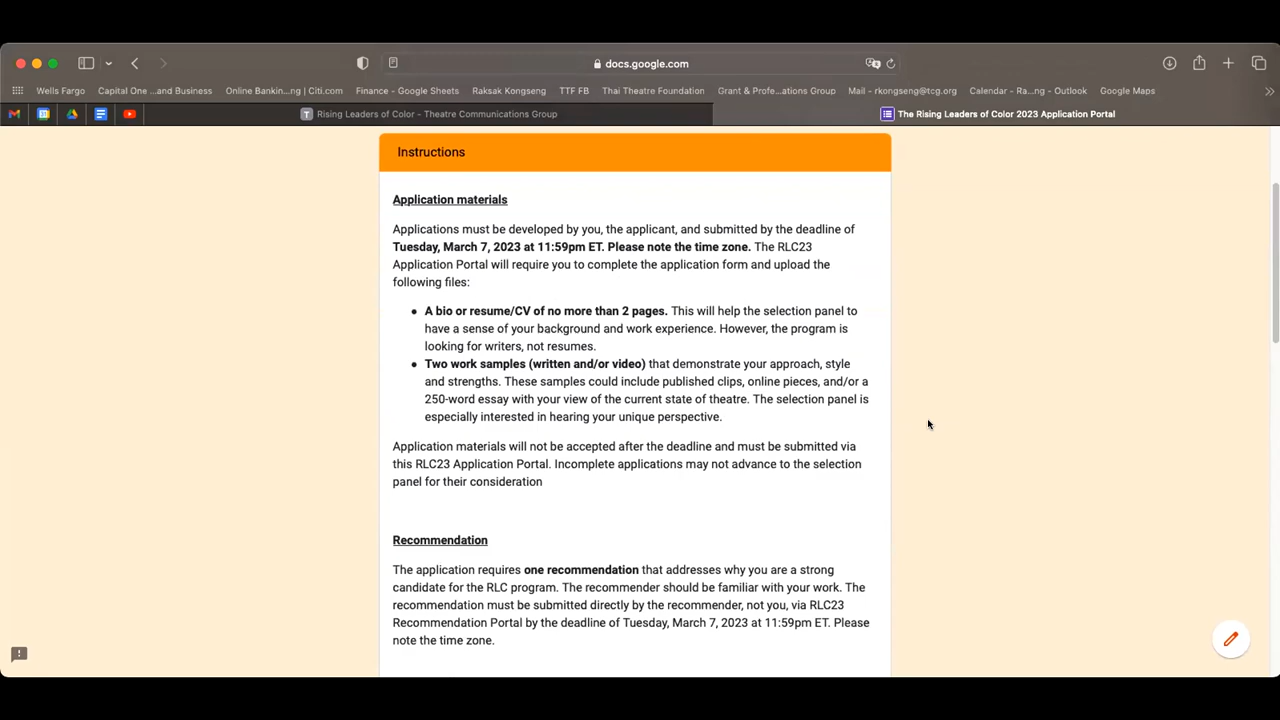 docs.google.com
Wells Fargo
Capital One ...and Business
Online Bankin...ng | Citi.com
Finance - Google Sheets
Raksak Kongseng
TTF FB
Thai Theatre Foundation
Grant & Profe...ations Group
Mail - rkongseng@tcg.org
Calendar - Ra...ng - Outlook
Google Maps
T Rising Leaders of Color - Theatre Communications Group
The Rising Leaders of Color 2023 Application Portal
Instructions
Application materials
Applications must be developed by you, the applicant, and submitted by the deadline of
Tuesday, March 7, 2023 at 11:59pm ET. Please note the time zone. The RLC23
Application Portal will require you to complete the application form and upload the
following files:
• A bio or resume/CV of no more than 2 pages. This will help the selection panel to
have a sense of your background and work experience. However, the program is
looking for writers, not resumes.
• Two work samples (written and/or video) that demonstrate your approach, style
and strengths. These samples could include published clips, online pieces, and/or a
250-word essay with your view of the current state of theatre. The selection panel is
especially interested in hearing your unique perspective.
Application materials will not be accepted after the deadline and must be submitted via
this RLC23 Application Portal. Incomplete applications may not advance to the selection
panel for their consideration
Recommendation
The application requires one recommendation that addresses why you are a strong
candidate for the RLC program. The recommender should be familiar with your work. The
recommendation must be submitted directly by the recommender, not you, via RLC23
Recommendation Portal by the deadline of Tuesday, March 7, 2023 at 11:59pm ET. Please
note the time zone.